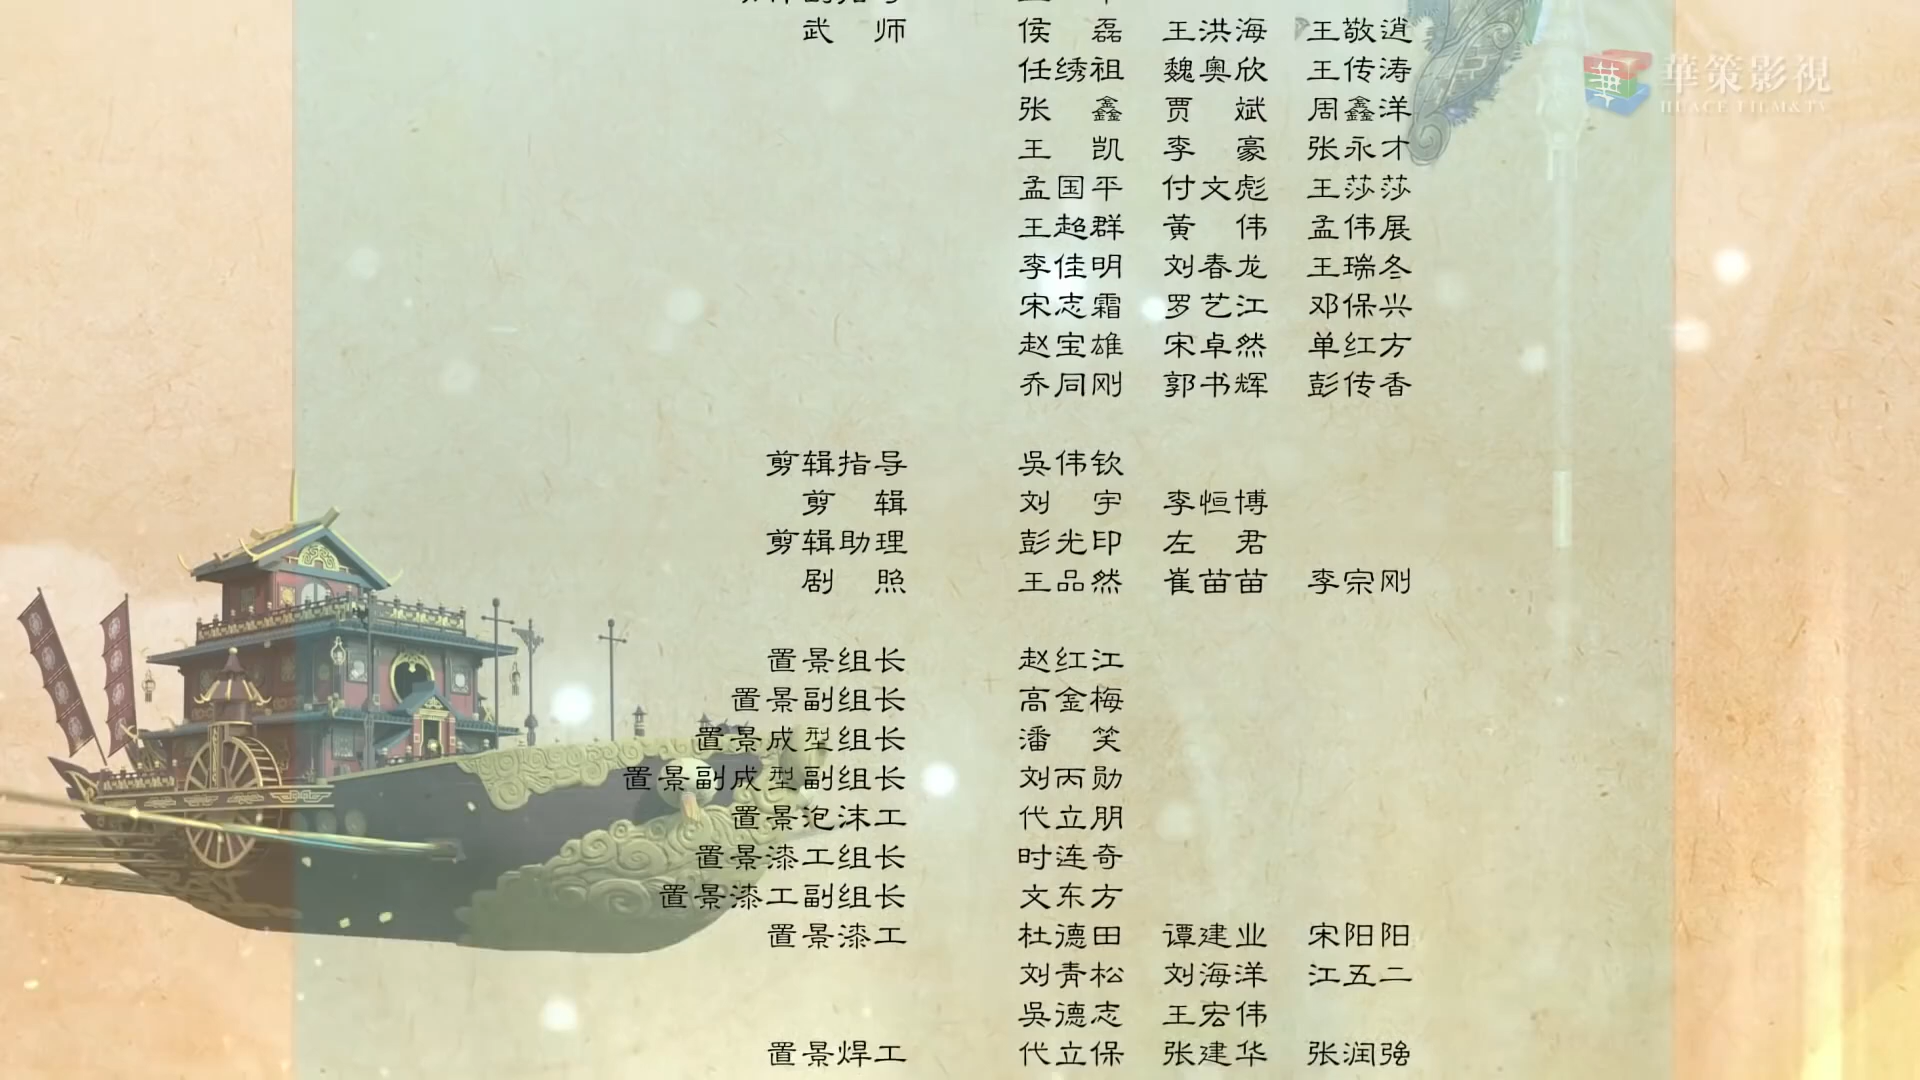 武 师 侯 磊 王洪海 王敬逍
華策影視
HUACE FILM&TV
任绣祖 魏奥欣 王传涛
张 鑫 贾 斌 周鑫洋
王 凯 李 豪 张永才
孟国平 付文彪 王莎莎
王超群 黄 伟 孟伟展
李佳明 刘春龙 王瑞冬
宋志霜 罗艺江 邓保兴
赵宝雄 宋卓然 单红方
乔同刚 郭书辉 彭传香
剪辑指导 吴伟钦
剪 辑 刘 宇 李恒博
剪辑助理 彭光印 左 君
剧 照 王品然 崔苗苗 李宗刚
置景组长 赵红江
置景副组长 高金梅
置景成型组长 潘 笑
置景副成型副组长 刘丙勋
置景泡沫工 代立朋
置景漆工组长 时连奇
置景漆工副组长 文东方
置景漆工 杜德田 谭建业 宋阳阳
刘青松 刘海洋 江五二
吴德志 王宏伟
置景焊工 代立保 张建华 张润强